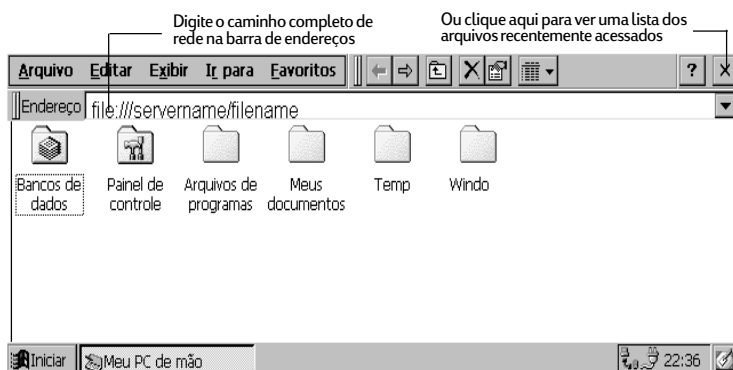 Digite o caminho completo de
rede na barra de endereços
Ou clique aqui para ver uma lista dos
arquivos recentemente acessados
Arquivo Editar Exibir Ir para Favoritos ? ×
Endereço file:///servername/filename
Bancos de
dados
Painel de
controle
Arquivos de
programas
Meus
documentos
Temp
Windo
Iniciar Meu PC de mão 22:36